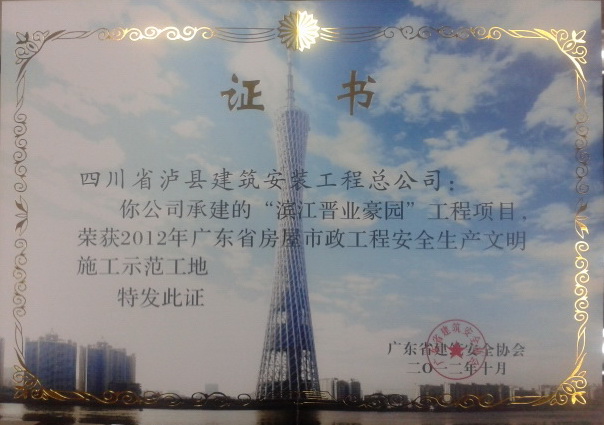 证 书
四川省泸县建筑安装工程总公司：
你公司承建的“滨江晋业豪园”工程项目，
荣获2012年广东省房屋市政工程安全生产文明
施工示范工地
特发此证
广东省建筑安全协会
二〇一二年十月